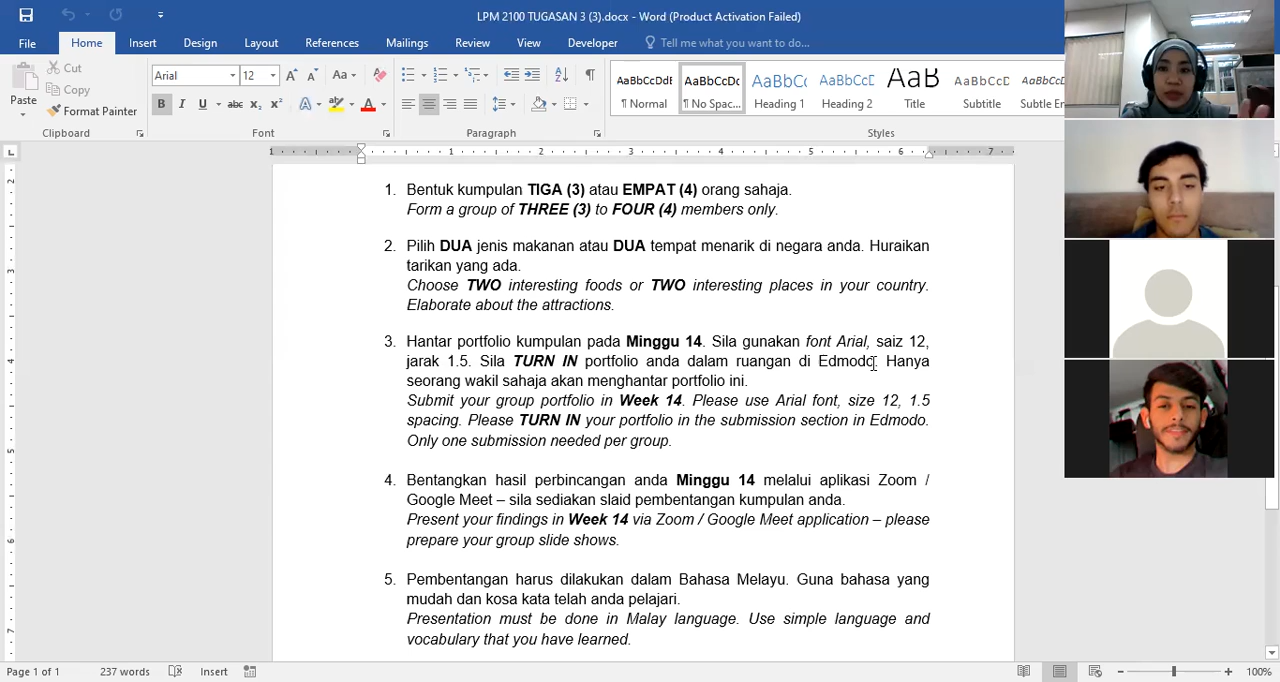 LPM 2100 TUGASAN 3 (3).docx - Word (Product Activation Failed)
File Home Insert Design Layout References Mailings Review View Developer Tell me what you want to do...
Paste
Cut
Copy
Format Painter
Clipboard
Arial 12
Font
Paragraph
AaBbCcDdE AaBbCcDc AaBbC AaBbCcE AaB AaBbCcD
¶ Normal ¶ No Spac... Heading 1 Heading 2 Title Subtitle Subtle Em
Styles
1 1 2 3 4 5 6 7
1. Bentuk kumpulan TIGA (3) atau EMPAT (4) orang sahaja.
Form a group of THREE (3) to FOUR (4) members only.
2. Pilih DUA jenis makanan atau DUA tempat menarik di negara anda. Huraikan
tarikan yang ada.
Choose TWO interesting foods or TWO interesting places in your country.
Elaborate about the attractions.
3. Hantar portfolio kumpulan pada Minggu 14. Sila gunakan font Arial, saiz 12,
jarak 1.5. Sila TURN IN portfolio anda dalam ruangan di Edmodo. Hanya
seorang wakil sahaja akan menghantar portfolio ini.
Submit your group portfolio in Week 14. Please use Arial font, size 12, 1.5
spacing. Please TURN IN your portfolio in the submission section in Edmodo.
Only one submission needed per group.
4. Bentangkan hasil perbincangan anda Minggu 14 melalui aplikasi Zoom /
Google Meet – sila sediakan slaid pembentangan kumpulan anda.
Present your findings in Week 14 via Zoom / Google Meet application – please
prepare your group slide shows.
5. Pembentangan harus dilakukan dalam Bahasa Melayu. Guna bahasa yang
mudah dan kosa kata telah anda pelajari.
Presentation must be done in Malay language. Use simple language and
vocabulary that you have learned.
Page 1 of 1 237 words Insert 100%